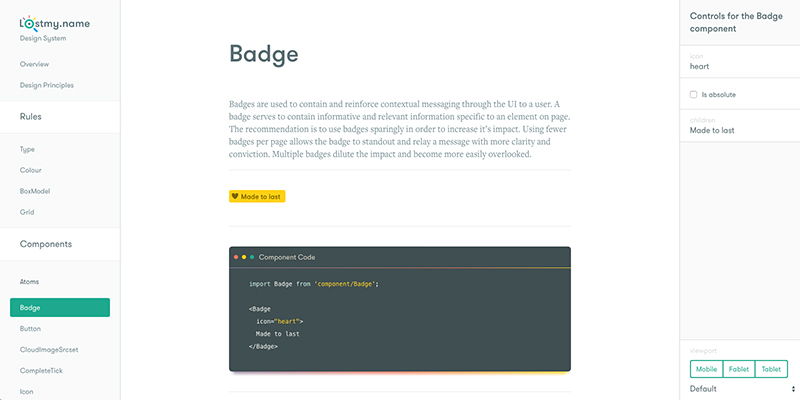 Lostmy.name
Design System
Overview
Design Principles
Rules
Type
Colour
BoxModel
Grid
Components
Atoms
Badge
Button
CloudImageSrcset
CompleteTick
Icon
Badge
Badges are used to contain and reinforce contextual messaging through the UI to a user. A
badge serves to contain informative and relevant information specific to an element on page.
The recommendation is to use badges sparingly in order to increase it's impact. Using fewer
badges per page allows the badge to standout and relay a message with more clarity and
conviction. Multiple badges dilute the impact and become more easily overlooked.
Made to last
Component Code
import Badge from 'component/Badge';
<Badge
icon="heart">
Made to last
</Badge>
Controls for the Badge
component
icon
heart
Is absolute
children
Made to last
viewport
Mobile Fablet Tablet
Default